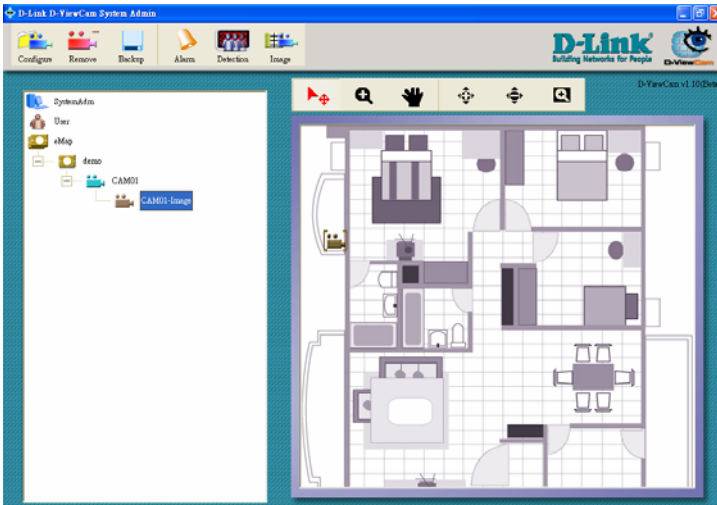 D-Link D-ViewCam System Admin
Configure Remove Backup Alarm Detection Image
D-Link
Building Networks for People
D-ViewCam
D-ViewCam v1.10(Beta
SystemAdm
User
eMap
demo
CAM01
CAM01-Image